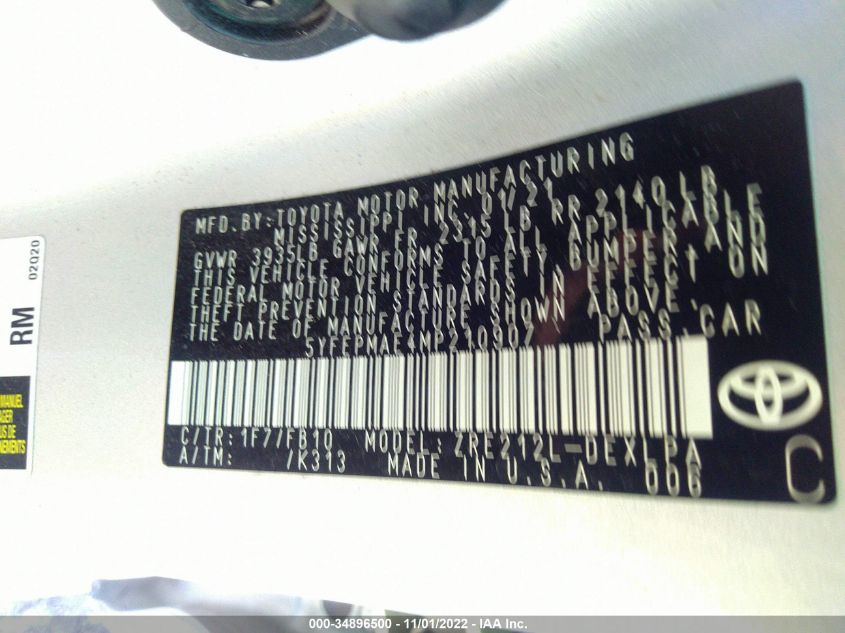 MFD.BY:TOYOTA MOTOR MANUFACTURING
MISSISSIPPI INC. 01/21
GVWR 3935LB GAWR FR 2315 LB RR 2140 LB
THIS VEHICLE CONFORMS TO ALL APPLICABLE
FEDERAL MOTOR VEHICLE SAFETY, BUMPER, AND
THEFT PREVENTION STANDARDS IN EFFECT ON
THE DATE OF MANUFACTURE SHOWN ABOVE.
5YFEPMAE4MP210907 PASS.CAR
C/TR:1F7/FB10 MODEL:ZRE212L-DEXLPA
A/TM: /K313 MADE IN U.S.A. 006
C
02020
RM
MANUEL
000-34896500 - 11/01/2022 - IAA Inc.